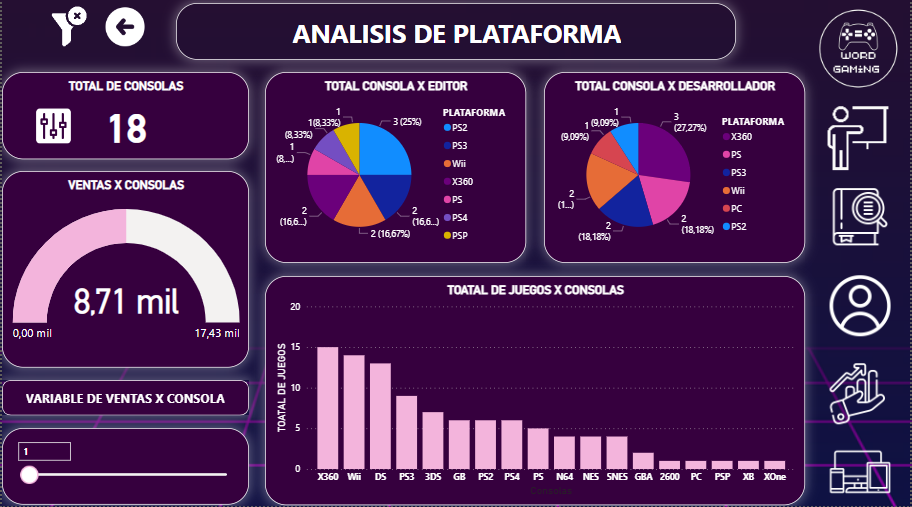 ANALISIS DE PLATAFORMA
WORD
GAMING
TOTAL DE CONSOLAS
18
VENTAS X CONSOLAS
8,71 mil
0,00 mil
17,43 mil
VARIABLE DE VENTAS X CONSOLA
1
TOTAL CONSOLA X EDITOR
3 (25%)
2
(16,6...)
2 (16,67%)
2
(16,6...)
1
(8,...)
1 (8,33%)
1
(8,33%)
PLATAFORMA
PS2
PS3
Wii
X360
PS
PS4
PSP
TOTAL CONSOLA X DESARROLLADOR
3
(27,27%)
2
(18,18%)
2
(18,18%)
2
(1...)
1
(9,09%)
1
(9,09%)
PLATAFORMA
X360
PS
PS3
Wii
PC
PS2
TOATAL DE JUEGOS X CONSOLAS
TOATAL DE JUEGOS
20
15
10
5
0
X360 Wii DS PS3 3DS GB PS2 PS4 PS N64 NES SNES GBA 2600 PC PSP XB XOne